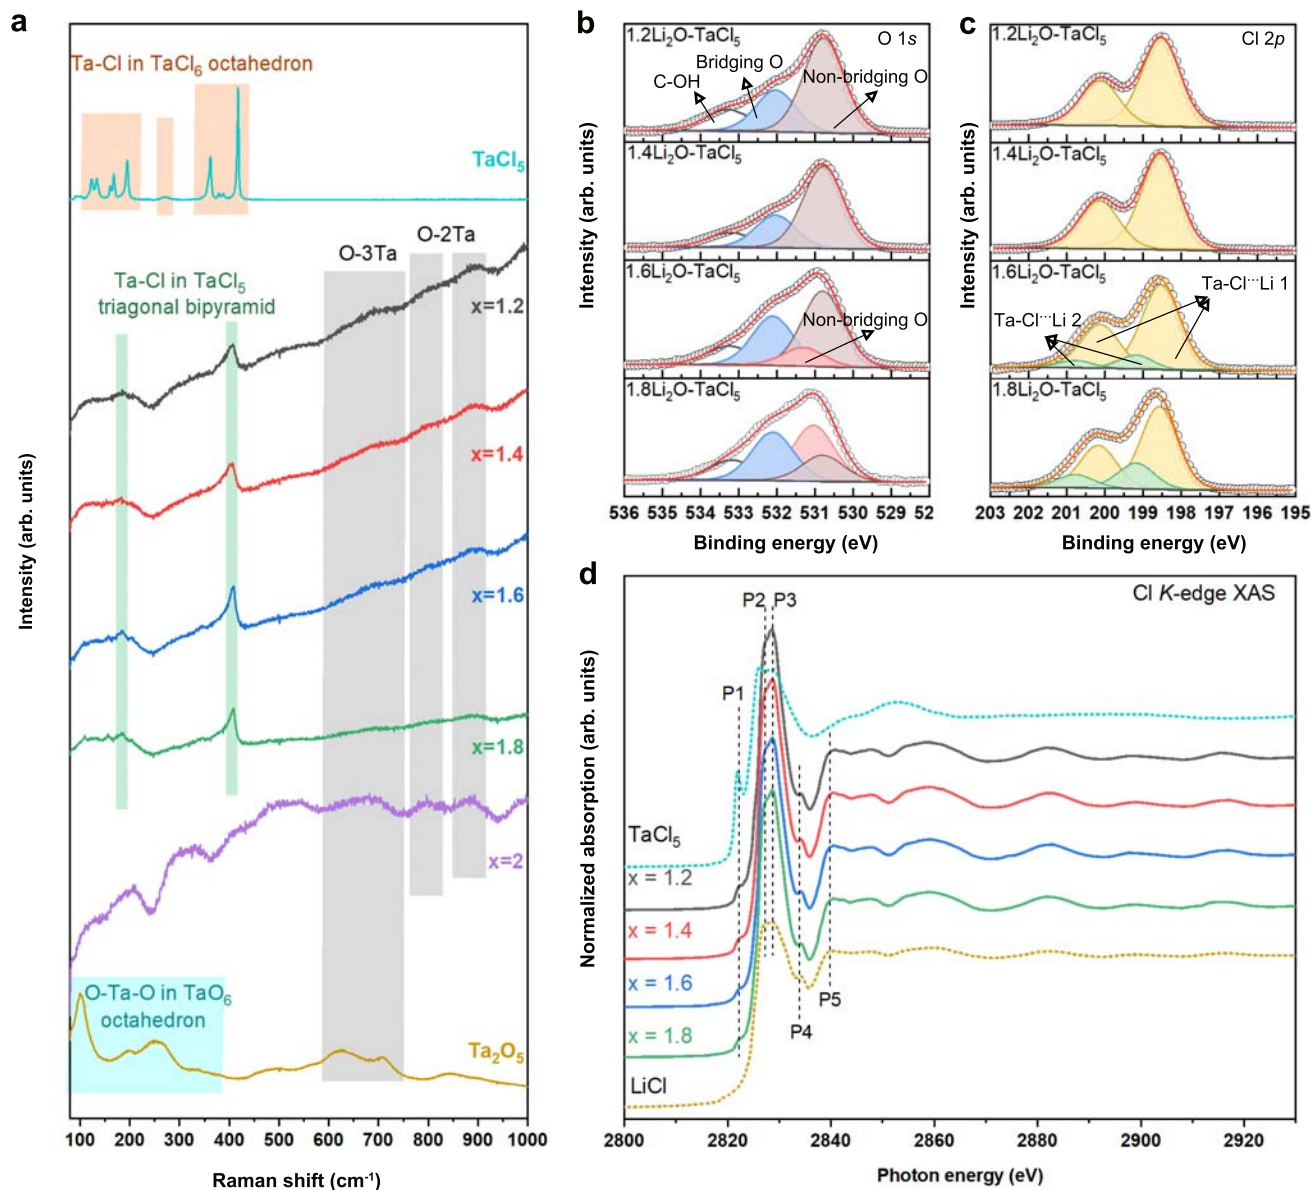 a
Ta-Cl in TaCl₆ octahedron
TaCl₅
O-3Ta
O-2Ta
Ta-Cl in TaCl₅
triagonal bipyramid
x=1.2
x=1.4
x=1.6
x=1.8
x=2
O-Ta-O in TaO₆
octahedron
Ta₂O₅
Intensity (arb. units)
100 200 300 400 500 600 700 800 900 1000
Raman shift (cm⁻¹)
b
1.2Li₂O-TaCl₅
O 1s
Bridging O
C-OH
Non-bridging O
1.4Li₂O-TaCl₅
1.6Li₂O-TaCl₅
Non-bridging O
1.8Li₂O-TaCl₅
Intensity (arb. units)
536 535 534 533 532 531 530 529 52
Binding energy (eV)
c
1.2Li₂O-TaCl₅
Cl 2p
1.4Li₂O-TaCl₅
1.6Li₂O-TaCl₅
Ta-Cl···Li 1
Ta-Cl···Li 2
1.8Li₂O-TaCl₅
Intensity (arb. units)
203 202 201 200 199 198 197 196 195
Binding energy (eV)
d
Cl K-edge XAS
P2 P3
P1
TaCl₅
x = 1.2
x = 1.4
x = 1.6
x = 1.8
LiCl
P5
P4
Normalized absorption (arb. units)
2800 2820 2840 2860 2880 2900 2920
Photon energy (eV)